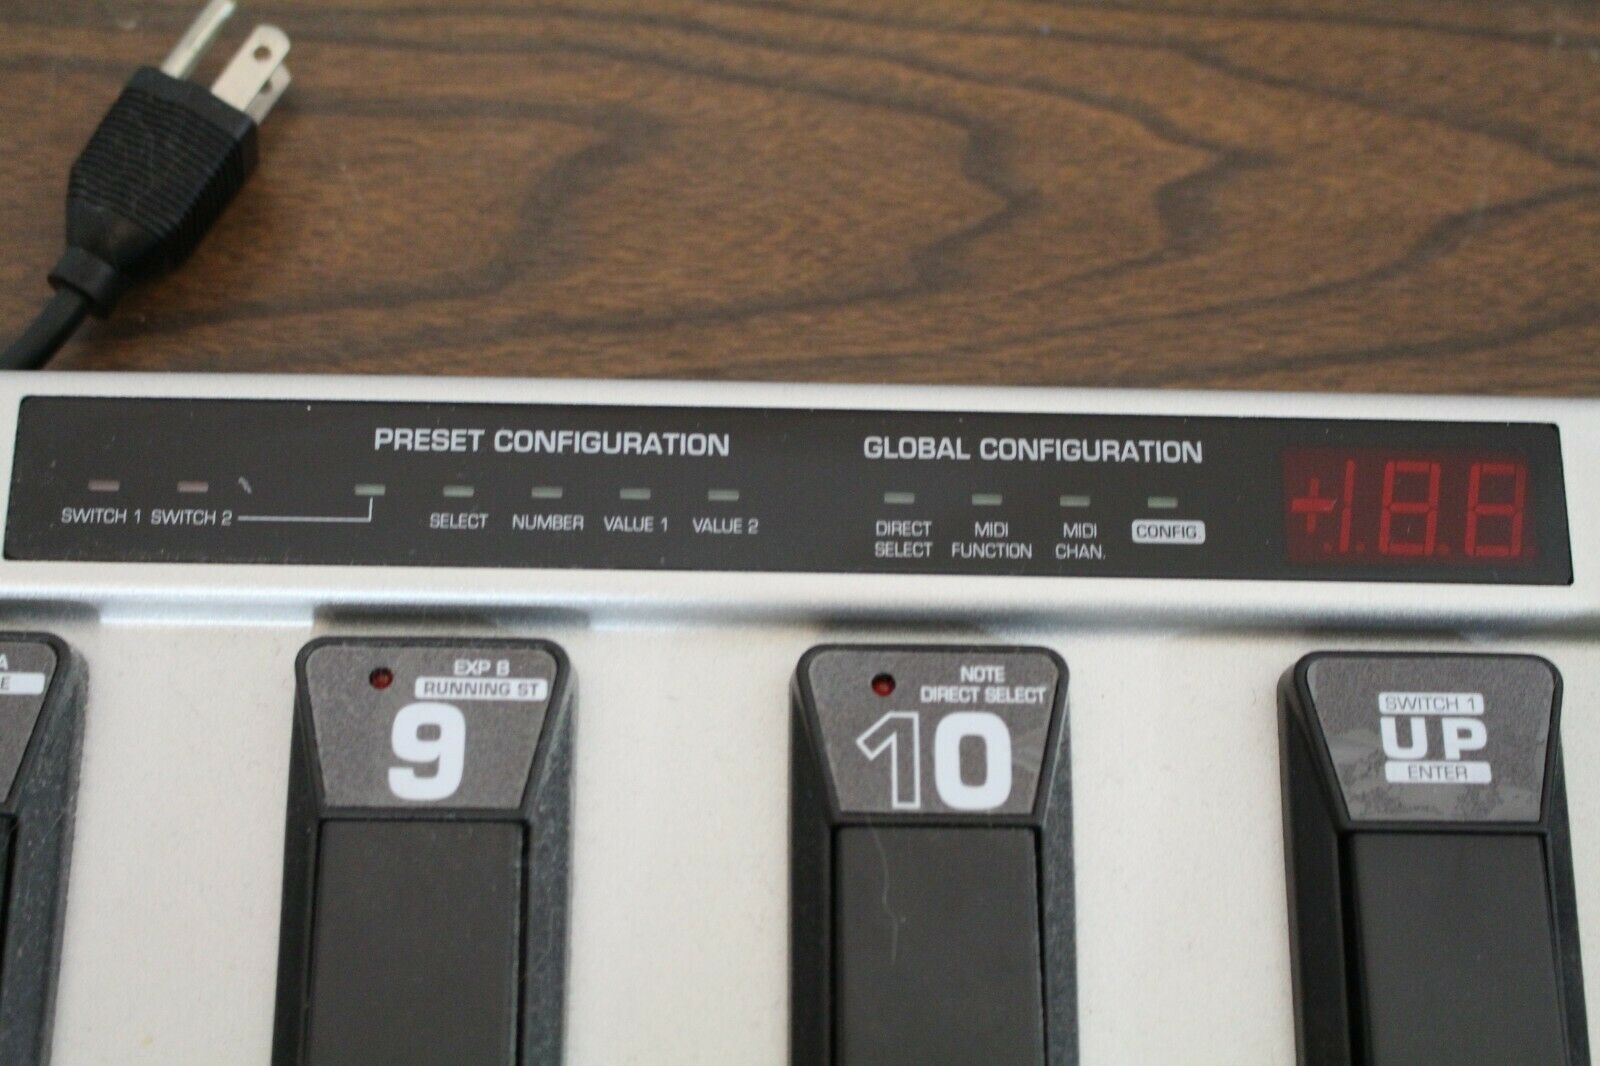 PRESET CONFIGURATION
GLOBAL CONFIGURATION
SWITCH 1 SWITCH 2
SELECT NUMBER VALUE 1 VALUE 2
DIRECT SELECT
MIDI FUNCTION
MIDI CHAN.
CONFIG.
+188
A
E
EXP B
RUNNING ST
9
NOTE
DIRECT SELECT
10
SWITCH 1
UP
ENTER